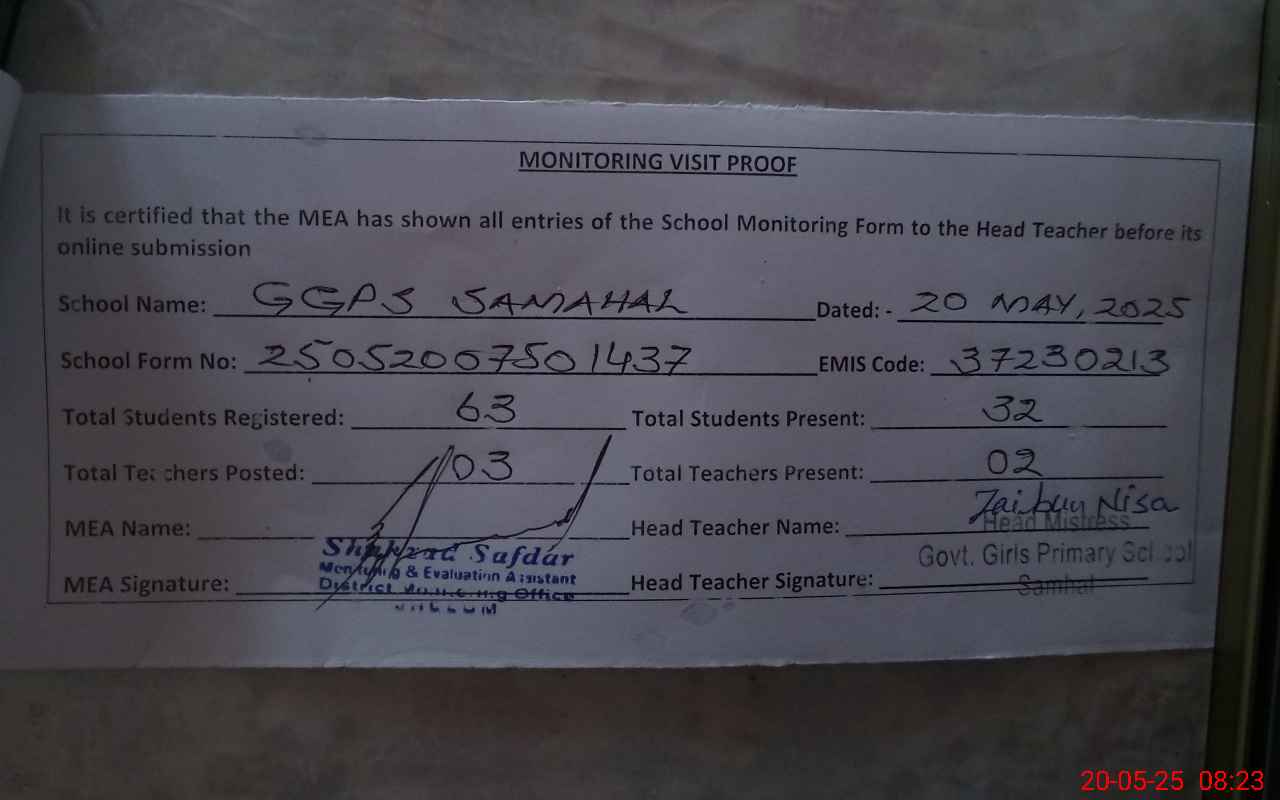 MONITORING VISIT PROOF
It is certified that the MEA has shown all entries of the School Monitoring Form to the Head Teacher before its
online submission
School Name: GGPS SAMAHAL Dated: - 20 MAY, 2025
School Form No: 25052007501437 EMIS Code: 37230213
Total Students Registered: 63 Total Students Present: 32
Total Teachers Posted: 03 Total Teachers Present: 02
MEA Name: Head Teacher Name: Zaibun Nisa
Head Mistress
Shahzad Safdar
Govt. Girls Primary School
Monitoring & Evaluation Assistant
MEA Signature: Head Teacher Signature:
District Monitoring Office
Samhal
JHELUM
20-05-25 08:23